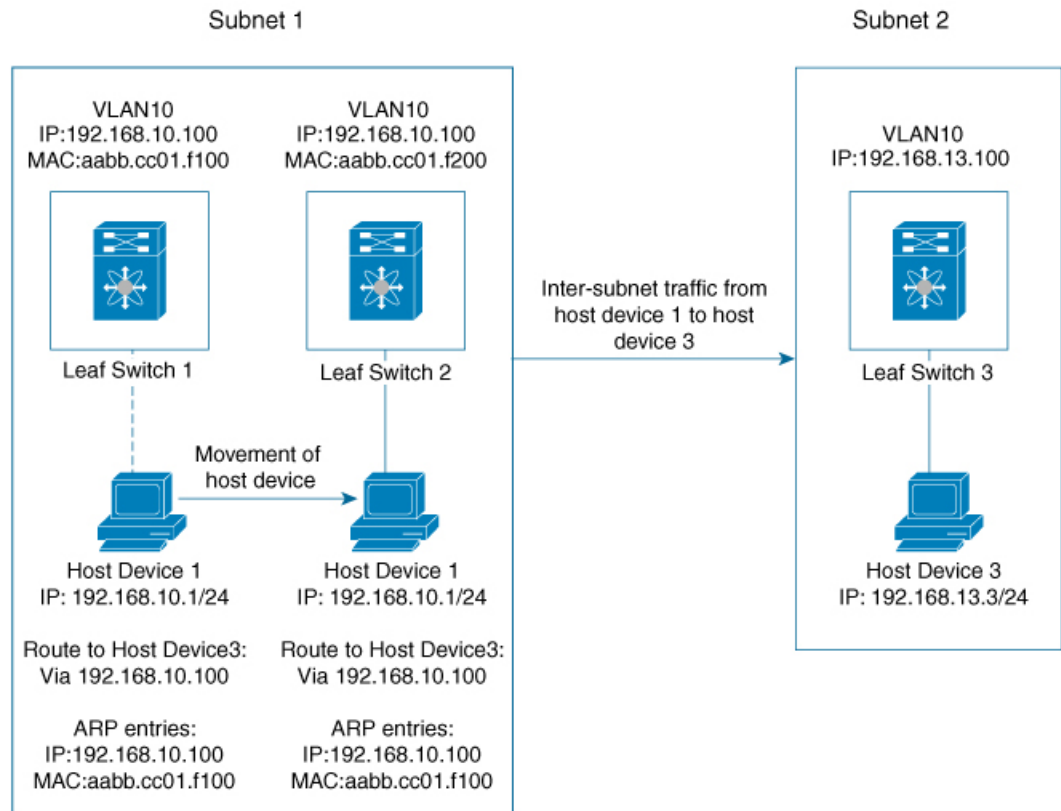 Subnet 1
Subnet 2
VLAN10
IP:192.168.10.100
MAC:aabb.cc01.f100
VLAN10
IP:192.168.10.100
MAC:aabb.cc01.f200
VLAN10
IP:192.168.13.100
Leaf Switch 1
Leaf Switch 2
Leaf Switch 3
Inter-subnet traffic from
host device 1 to host
device 3
Movement of
host device
Host Device 1
IP: 192.168.10.1/24
Host Device 1
IP: 192.168.10.1/24
Host Device 3
IP: 192.168.13.3/24
Route to Host Device3:
Via 192.168.10.100
Route to Host Device3:
Via 192.168.10.100
ARP entries:
IP:192.168.10.100
MAC:aabb.cc01.f100
ARP entries:
IP:192.168.10.100
MAC:aabb.cc01.f100